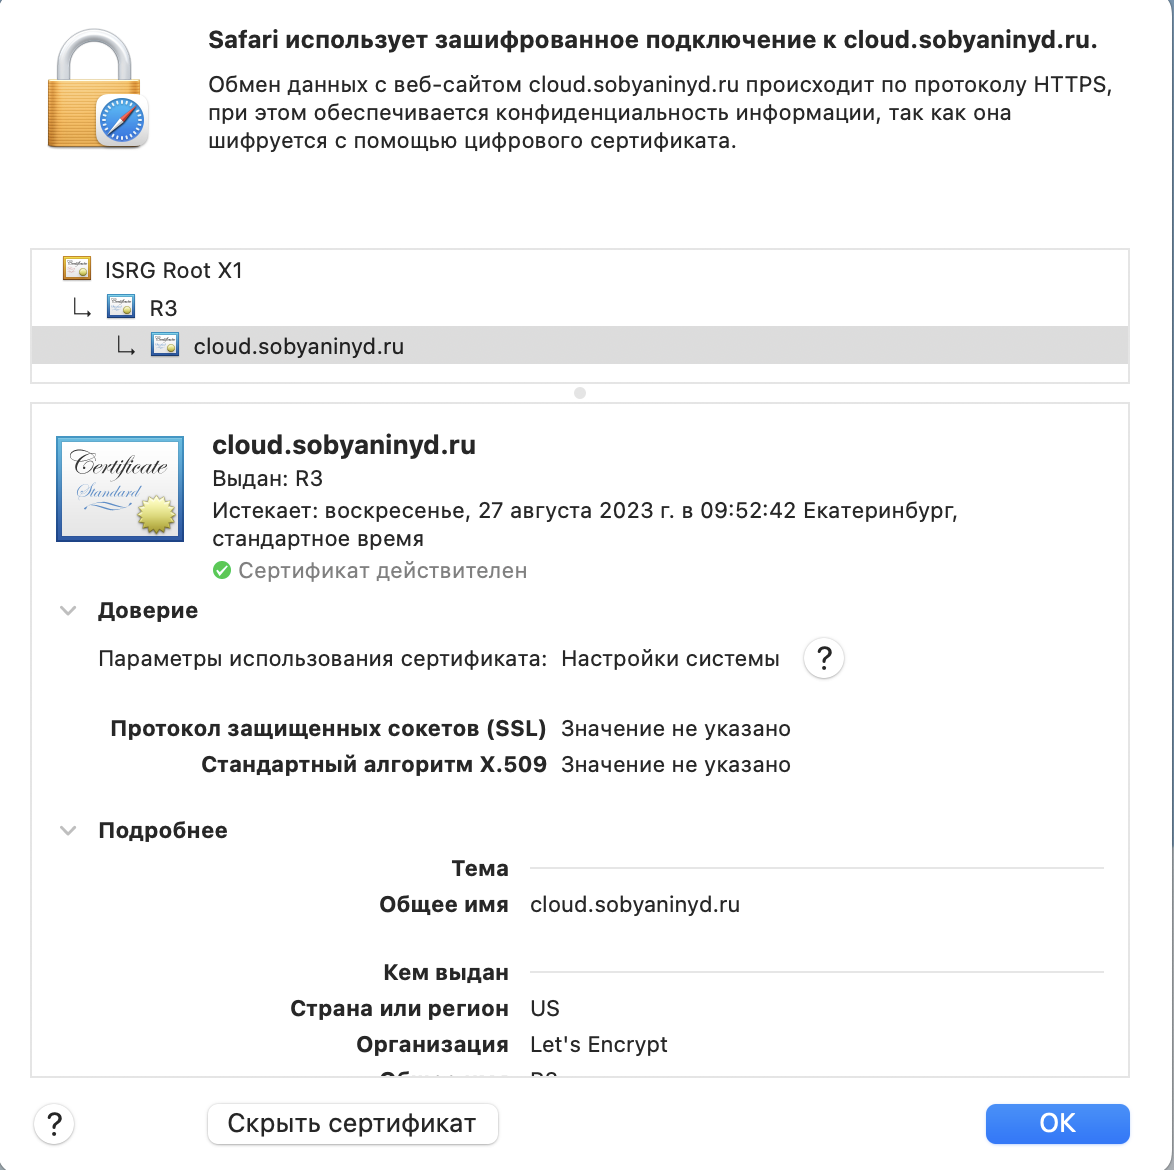 Safari использует зашифрованное подключение к cloud.sobyaninyd.ru.
Обмен данных с веб-сайтом cloud.sobyaninyd.ru происходит по протоколу HTTPS,
при этом обеспечивается конфиденциальность информации, так как она
шифруется с помощью цифрового сертификата.
ISRG Root X1
R3
cloud.sobyaninyd.ru
Certificate
Standard
cloud.sobyaninyd.ru
Выдан: R3
Истекает: воскресенье, 27 августа 2023 г. в 09:52:42 Екатеринбург,
стандартное время
Сертификат действителен
Доверие
Параметры использования сертификата: Настройки системы ?
Протокол защищенных сокетов (SSL) Значение не указано
Стандартный алгоритм X.509 Значение не указано
Подробнее
Тема
Общее имя cloud.sobyaninyd.ru
Кем выдан
Страна или регион US
Организация Let's Encrypt
? Скрыть сертификат OK